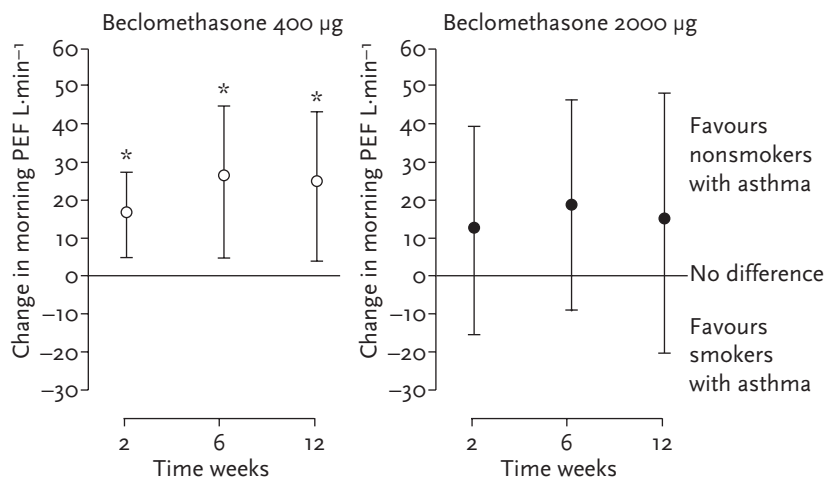 Beclomethasone 400 µg
Change in morning PEF L·min⁻¹
60
50
40
30
20
10
0
–10
–20
–30
*
*
*
2 6 12
Time weeks
Beclomethasone 2000 µg
Change in morning PEF L·min⁻¹
60
50
40
30
20
10
0
–10
–20
–30
2 6 12
Time weeks
Favours
nonsmokers
with asthma
No difference
Favours
smokers
with asthma